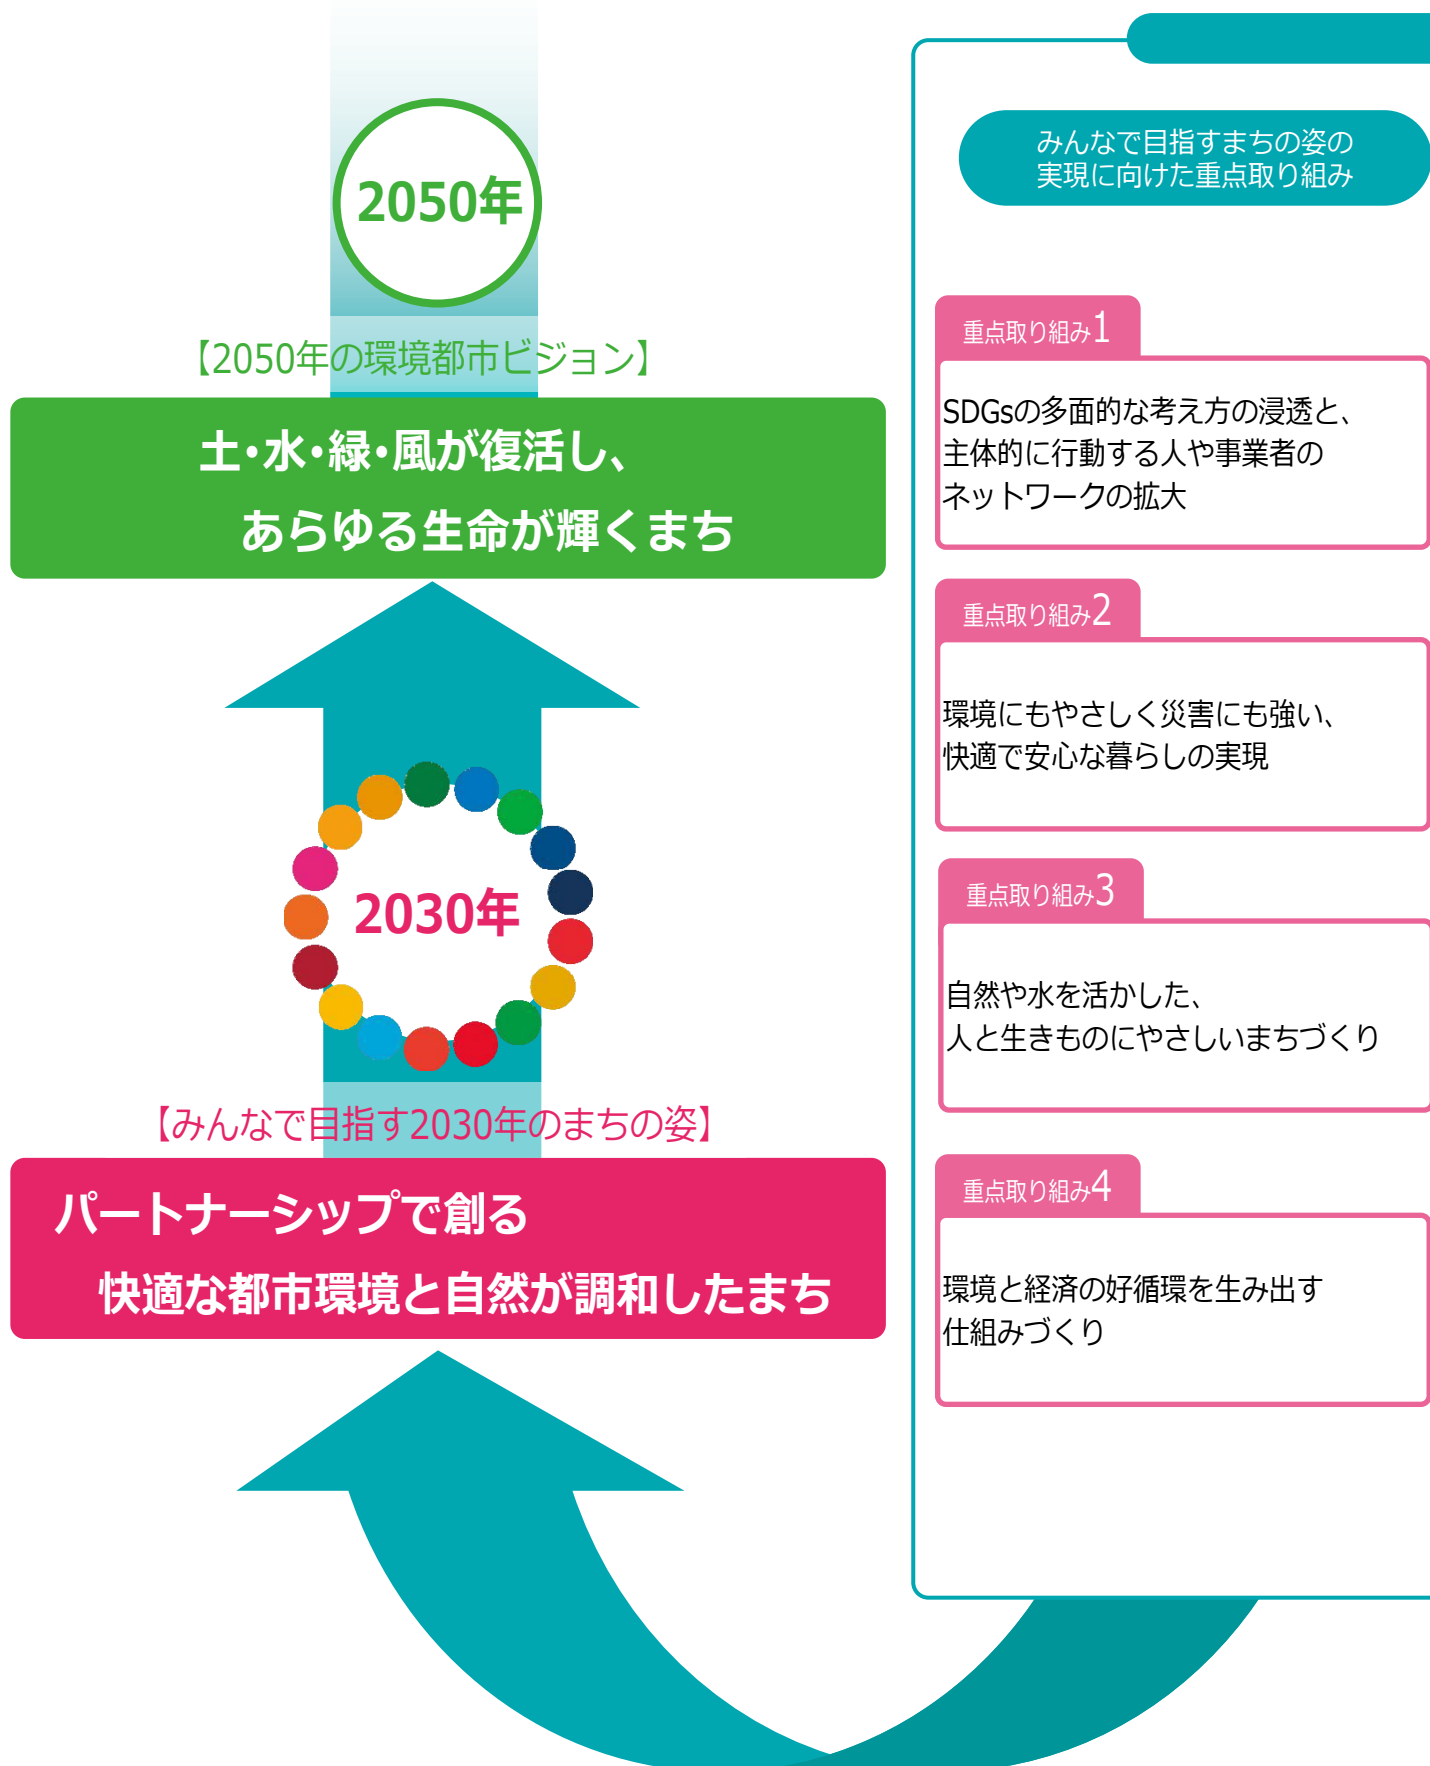 2050年
【2050年の環境都市ビジョン】
土・水・緑・風が復活し、
あらゆる生命が輝くまち
2030年
【みんなで目指す2030年のまちの姿】
パートナーシップで創る
快適な都市環境と自然が調和したまち
みんなで目指すまちの姿の
実現に向けた重点取り組み
重点取り組み1
SDGsの多面的な考え方の浸透と、
主体的に行動する人や事業者の
ネットワークの拡大
重点取り組み2
環境にもやさしく災害にも強い、
快適で安心な暮らしの実現
重点取り組み3
自然や水を活かした、
人と生きものにやさしいまちづくり
重点取り組み4
環境と経済の好循環を生み出す
仕組みづくり